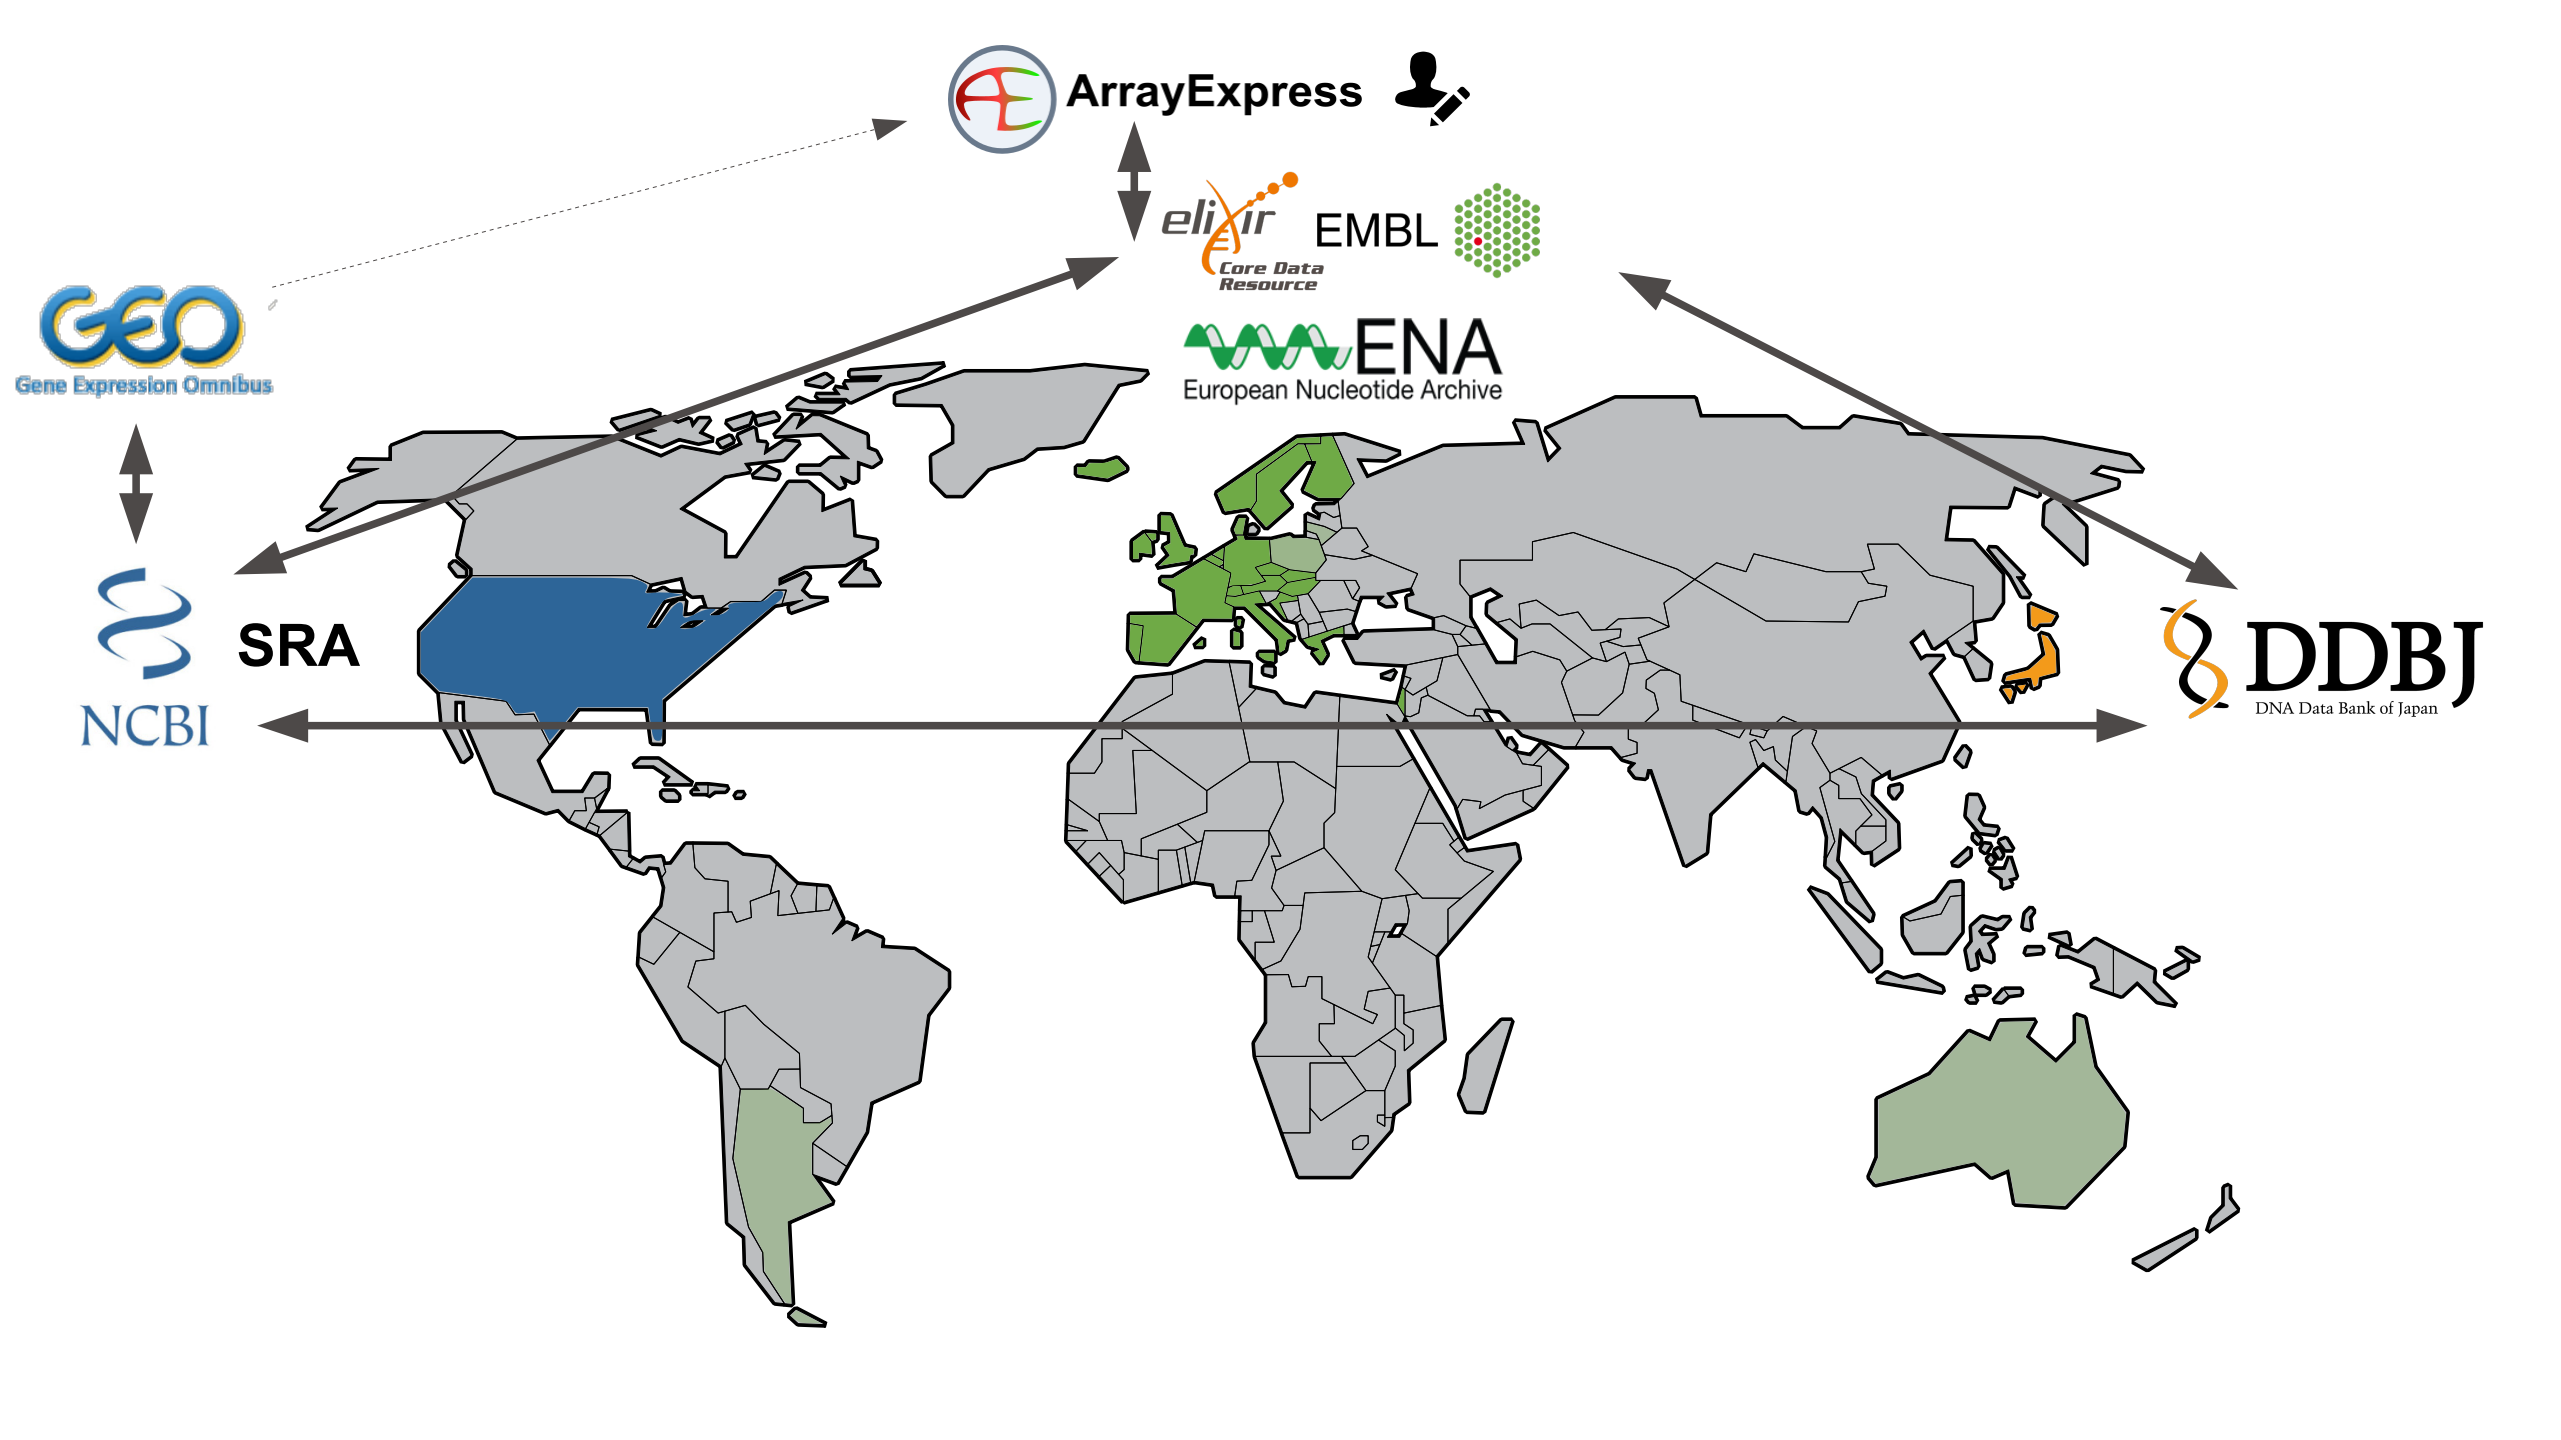 ArrayExpress
elixir
Core Data
Resource
EMBL
GEO
Gene Expression Omnibus
ENA
European Nucleotide Archive
SRA
NCBI
DDBJ
DNA Data Bank of Japan